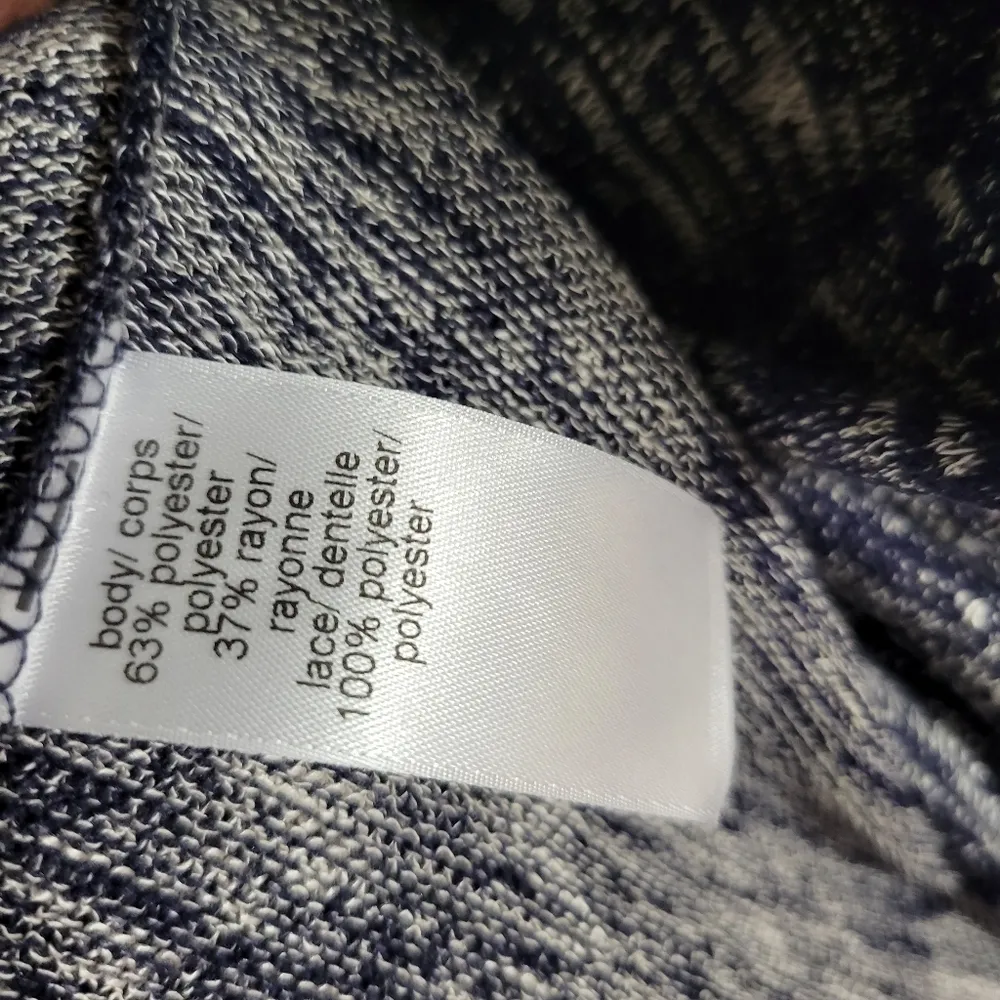 body/ corps
63% polyester/
polyester
37% rayon/
rayonne
lace/ dentelle
100% polyester/
polyester